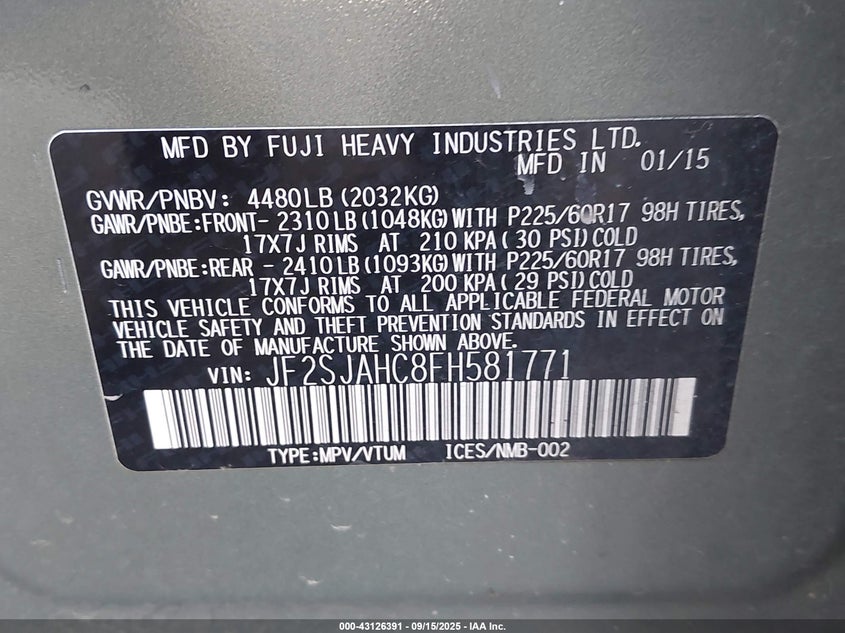 MFD BY FUJI HEAVY INDUSTRIES LTD.
MFD IN 01/15
GVWR/PNBV: 4480LB(2032KG)
GAWR/PNBE:FRONT- 2310LB(1048KG)WITH P225/60R17 98H TIRES,
17X7J RIMS AT 210 KPA( 30 PSI)COLD
GAWR/PNBE:REAR - 2410LB(1093KG)WITH P225/60R17 98H TIRES,
17X7J RIMS AT 200 KPA( 29 PSI)COLD
THIS VEHICLE CONFORMS TO ALL APPLICABLE FEDERAL MOTOR
VEHICLE SAFETY AND THEFT PREVENTION STANDARDS IN EFFECT ON
THE DATE OF MANUFACTURE SHOWN ABOVE.
VIN: JF2SJAHC8FH581771
TYPE:MPV/VTUM ICES/NMB-002
000-43126391 - 09/15/2025 - IAA Inc.